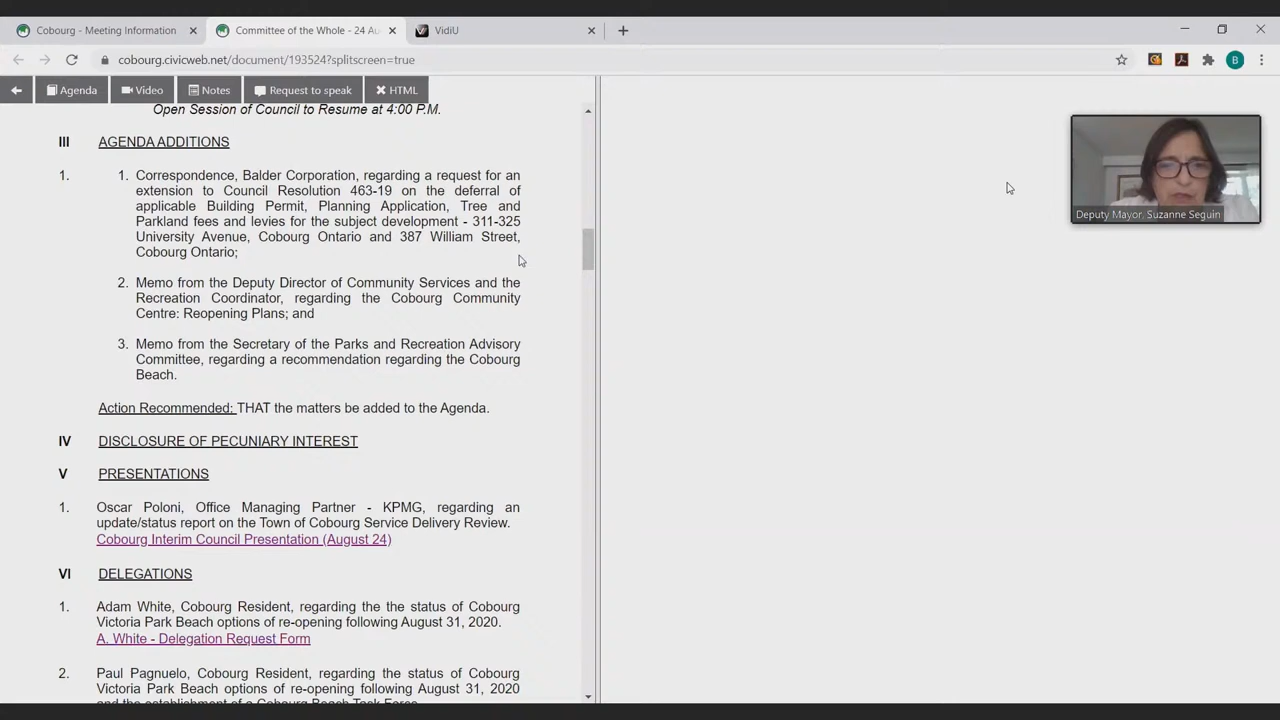 Cobourg - Meeting Information
Committee of the Whole - 24 Au
VidiU
cobourg.civicweb.net/document/193524?splitscreen=true
B
Agenda
Video
Notes
Request to speak
HTML
Open Session of Council to Resume at 4:00 P.M.
III AGENDA ADDITIONS
1. 1. Correspondence, Balder Corporation, regarding a request for an
extension to Council Resolution 463-19 on the deferral of
applicable Building Permit, Planning Application, Tree and
Parkland fees and levies for the subject development - 311-325
University Avenue, Cobourg Ontario and 387 William Street,
Cobourg Ontario;
2. Memo from the Deputy Director of Community Services and the
Recreation Coordinator, regarding the Cobourg Community
Centre: Reopening Plans; and
3. Memo from the Secretary of the Parks and Recreation Advisory
Committee, regarding a recommendation regarding the Cobourg
Beach.
Action Recommended: THAT the matters be added to the Agenda.
IV DISCLOSURE OF PECUNIARY INTEREST
V PRESENTATIONS
1. Oscar Poloni, Office Managing Partner - KPMG, regarding an
update/status report on the Town of Cobourg Service Delivery Review.
Cobourg Interim Council Presentation (August 24)
VI DELEGATIONS
1. Adam White, Cobourg Resident, regarding the the status of Cobourg
Victoria Park Beach options of re-opening following August 31, 2020.
A. White - Delegation Request Form
2. Paul Pagnuelo, Cobourg Resident, regarding the status of Cobourg
Victoria Park Beach options of re-opening following August 31, 2020
and the establishment of a Cobourg Beach Task Force
Deputy Mayor, Suzanne Seguin